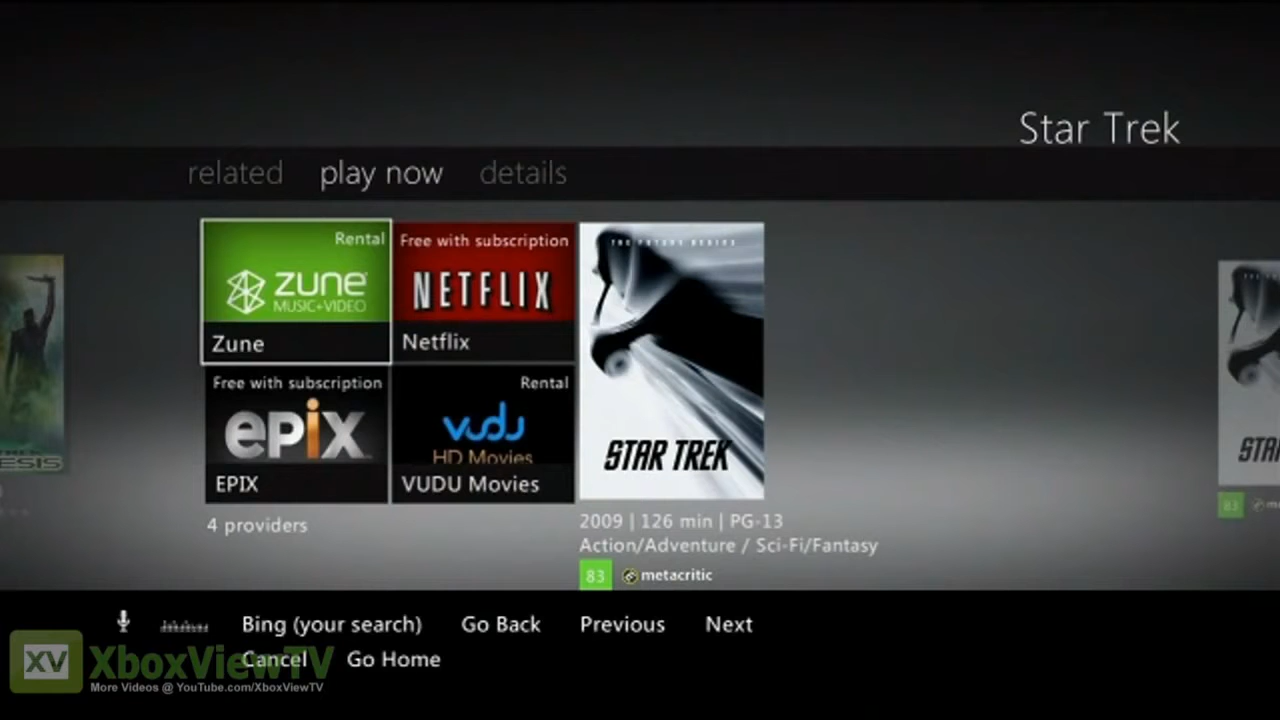 Star Trek
related play now details
Rental
ZUNE
MUSIC+VIDEO
Zune
Free with subscription
NETFLIX
Netflix
THE FUTURE BEGINS
STAR TREK
Free with subscription
epix
EPIX
Rental
vudu
HD Movies
VUDU Movies
4 providers
2009 | 126 min | PG-13
Action/Adventure / Sci-Fi/Fantasy
83 metacritic
83
Bing (your search) Go Back Previous Next
Cancel Go Home
XV XboxViewTV
More Videos @ YouTube.com/XboxViewTV